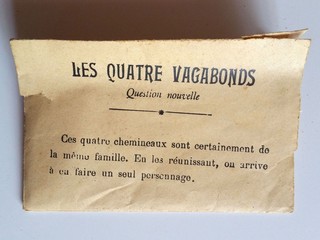 LES QUATRE VAGABONDS
Question nouvelle
Ces quatre chemineaux sont certainement de
la même famille. En les réunissant, on arrive
à en faire un seul personnage.